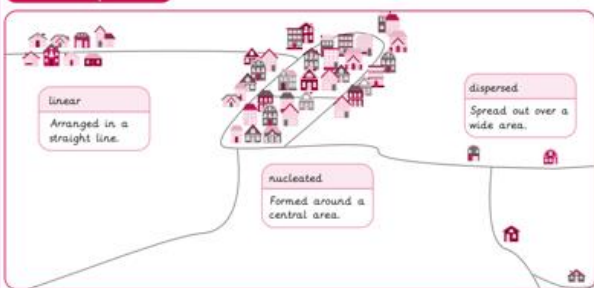 linear
Arranged in a
straight line.
nucleated
Formed around a
central area.
dispersed
Spread out over a
wide area.